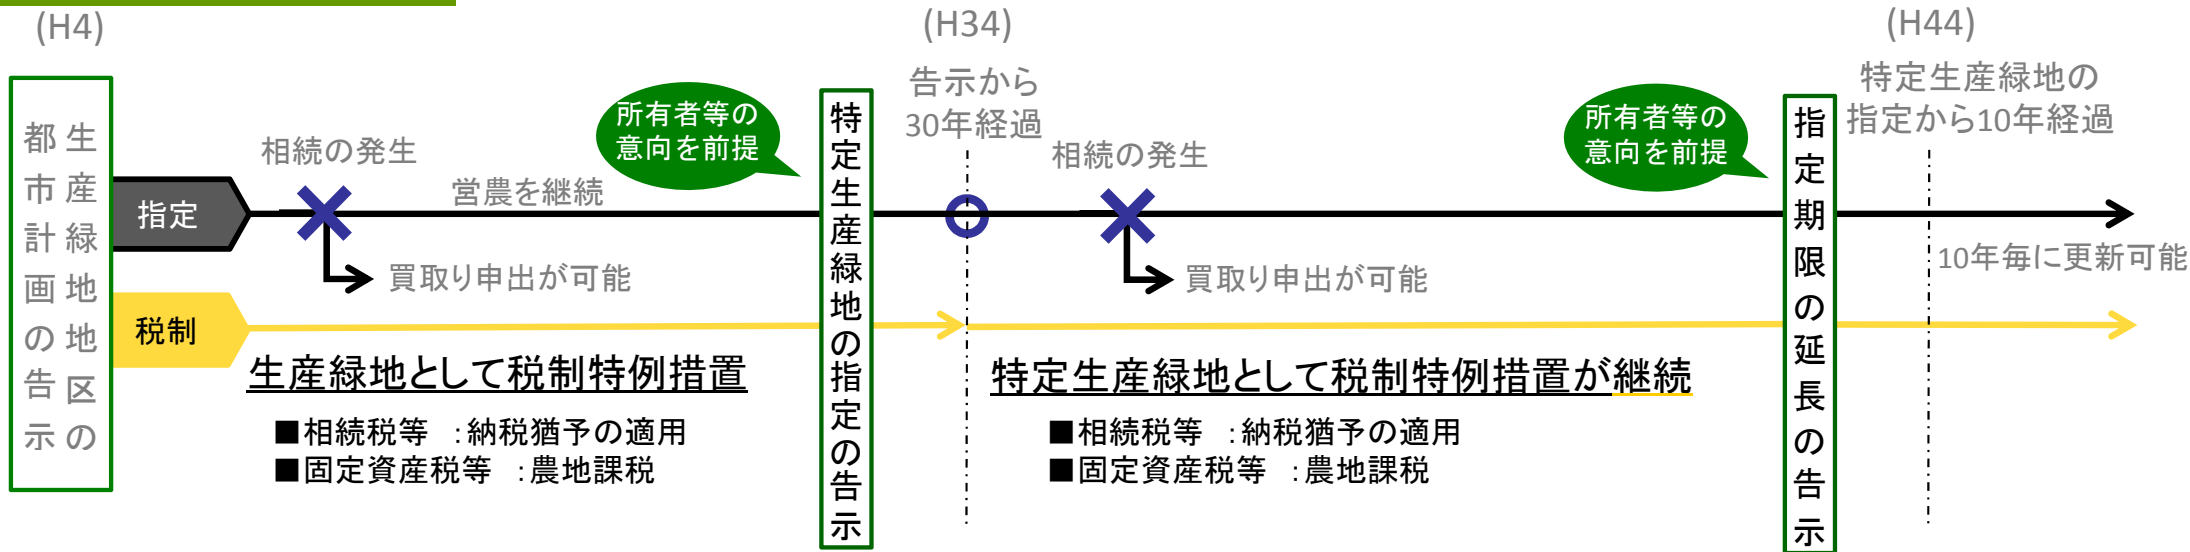 (H4)
生産緑地地区の
都市計画の告示
指定
税制
相続の発生
営農を継続
買取り申出が可能
所有者等の
意向を前提
特定生産緑地の指定の告示
(H34)
告示から
30年経過
相続の発生
買取り申出が可能
所有者等の
意向を前提
指定期限の延長の告示
(H44)
特定生産緑地の
指定から10年経過
10年毎に更新可能
生産緑地として税制特例措置
■相続税等 ：納税猶予の適用
■固定資産税等 ：農地課税
特定生産緑地として税制特例措置が継続
■相続税等 ：納税猶予の適用
■固定資産税等 ：農地課税